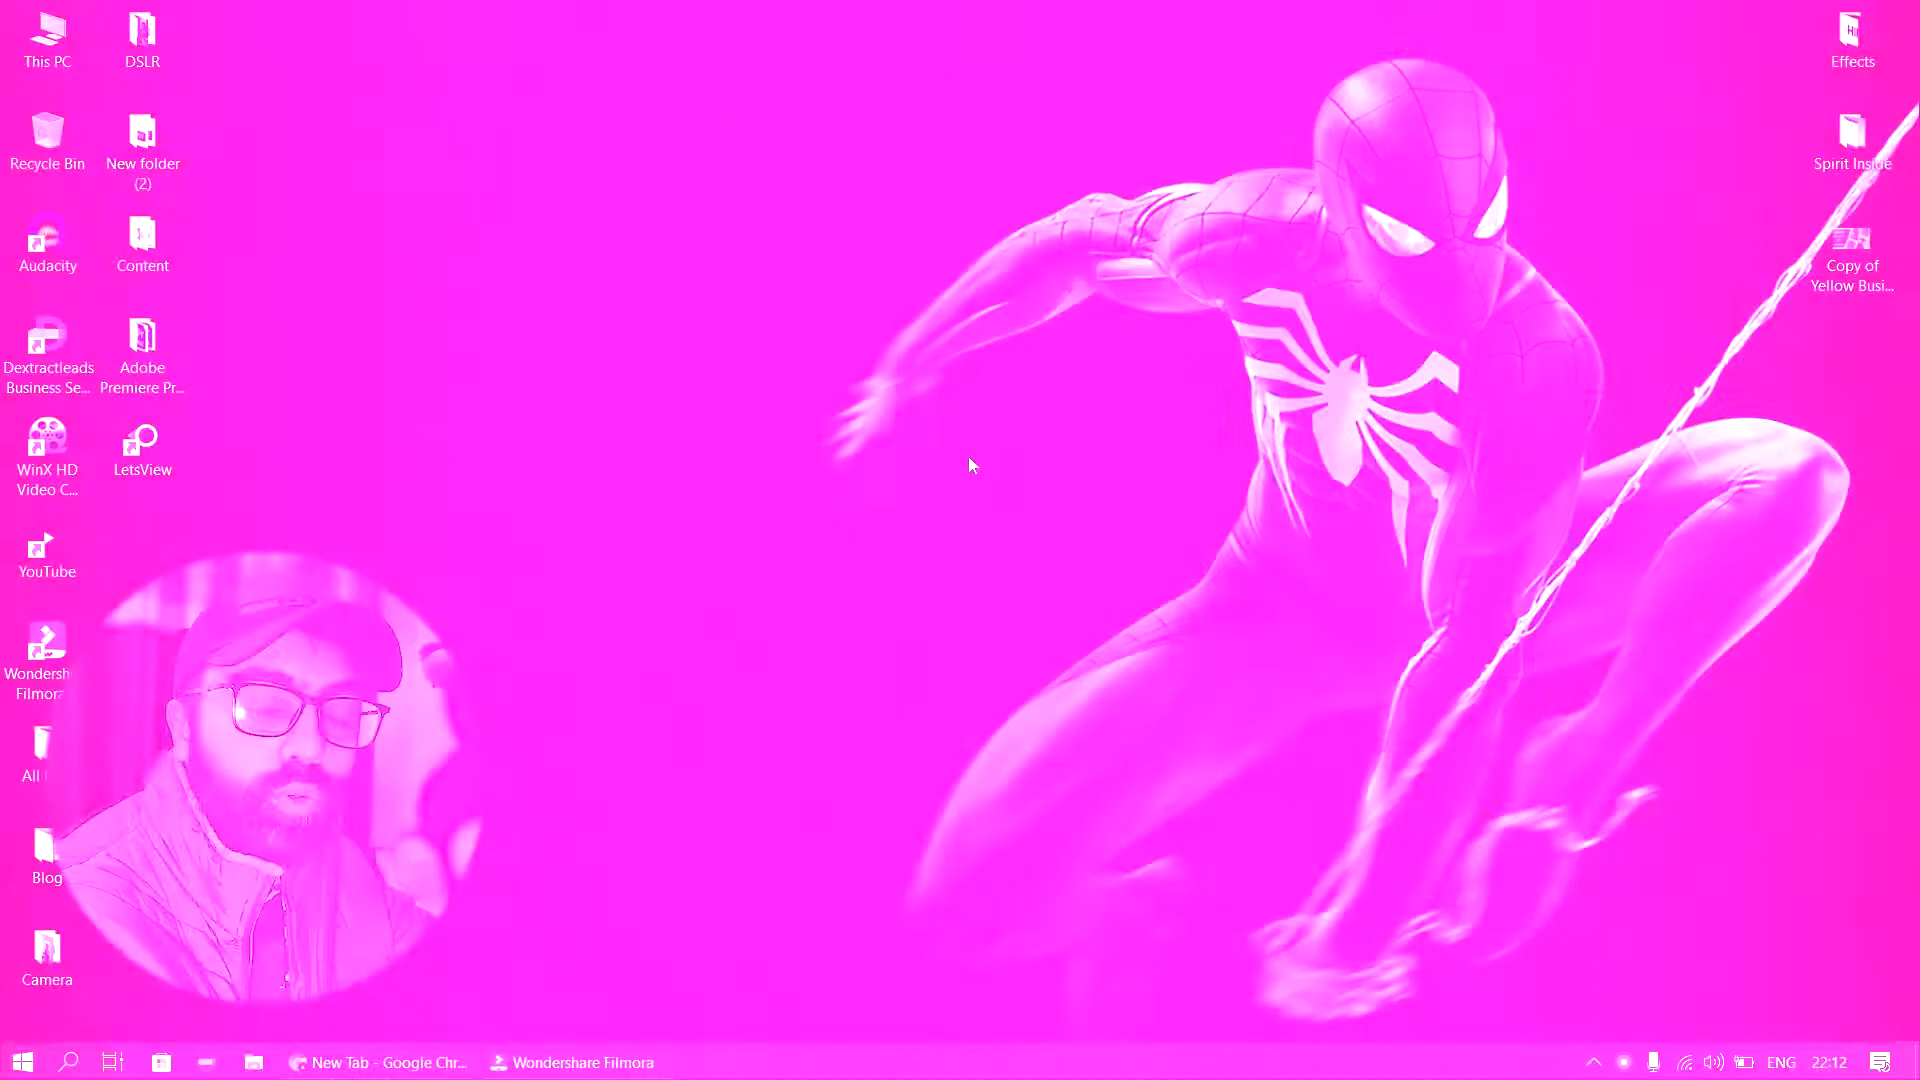 This PC
DSLR
Effects
Recycle Bin
New folder
(2)
Spirit Inside
Audacity
Content
Copy of
Yellow Busi...
Dextractleads
Business Se...
Adobe
Premiere Pr...
WinX HD
Video C...
LetsView
YouTube
Wondersh
Filmora
All
Blog
Camera
New Tab - Google Chr...
Wondershare Filmora
ENG
22:12